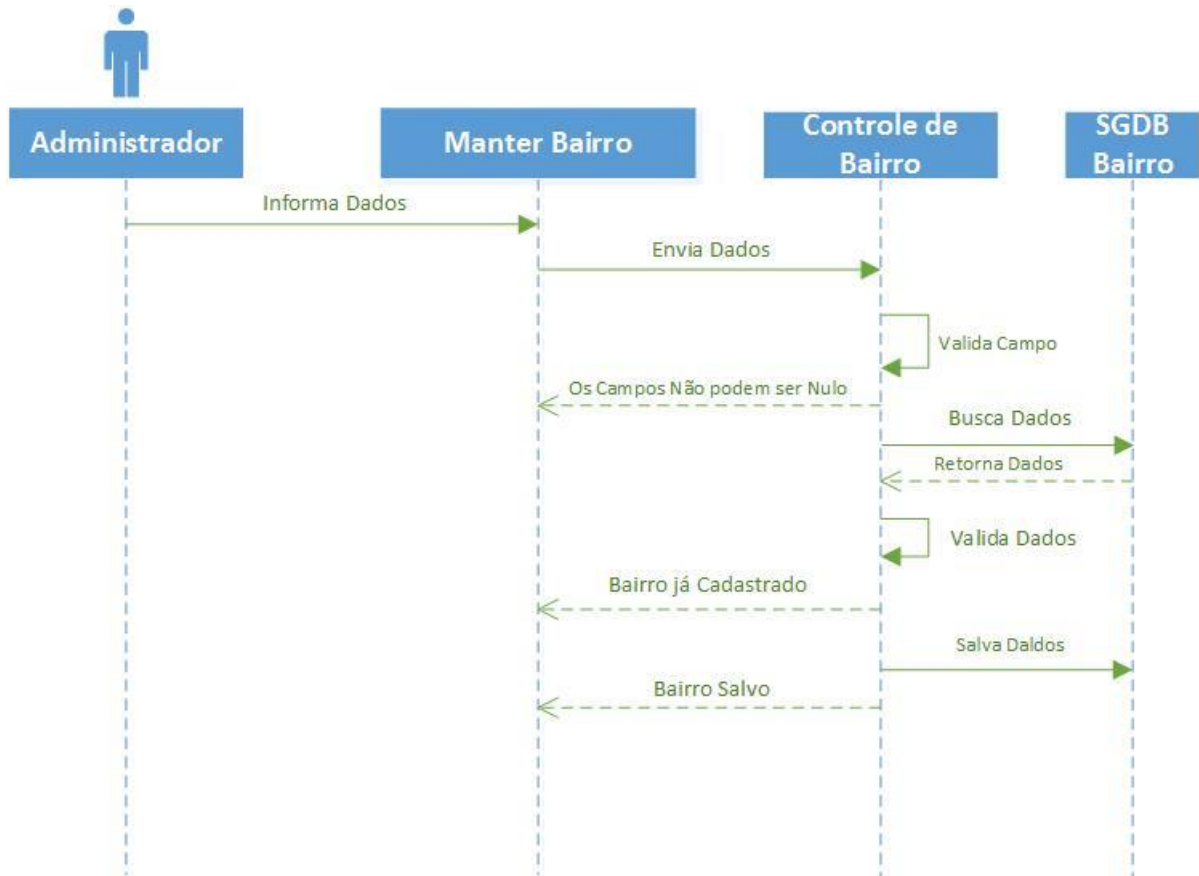 Administrador
Manter Bairro
Controle de
Bairro
SGDB
Bairro
Informa Dados
Envia Dados
Valida Campo
Os Campos Não podem ser Nulo
Busca Dados
Retorna Dados
Valida Dados
Bairro já Cadastrado
Salva Daldos
Bairro Salvo